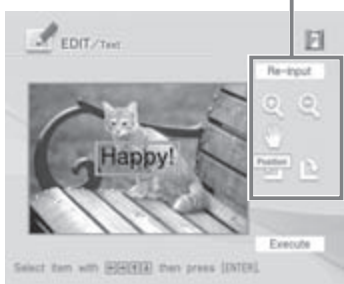 EDIT/Text
Re-input
Happy!
Position
Execute
Select item with [←][→][↑][↓] then press [ENTER].